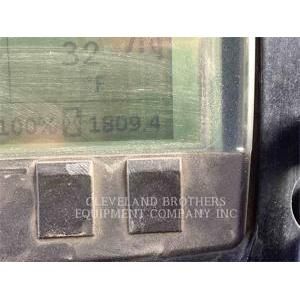 32
°F
100% 1809.4
CLEVELAND BROTHERS
EQUIPMENT COMPANY INC